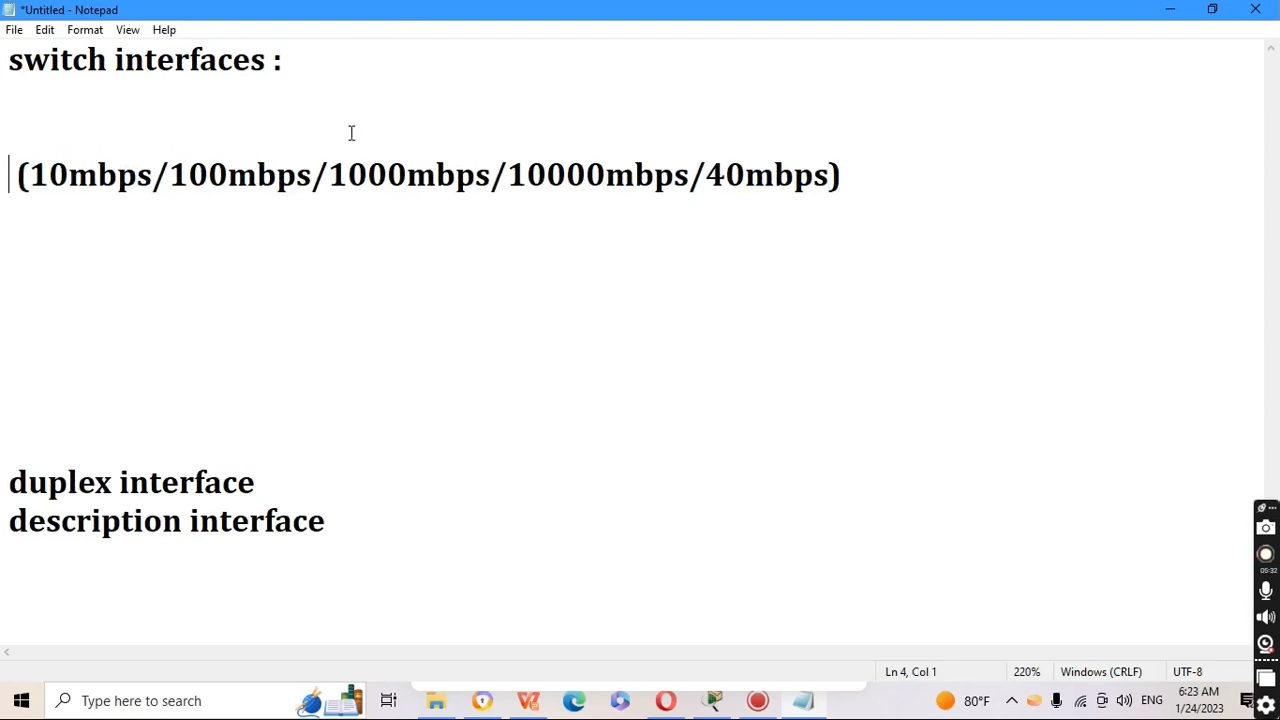 *Untitled - Notepad
File Edit Format View Help
switch interfaces :
(10mbps/100mbps/1000mbps/10000mbps/40mbps)
duplex interface
description interface
05:32
Ln 4, Col 1 220% Windows (CRLF) UTF-8
Type here to search 80°F ENG 6:23 AM
1/24/2023